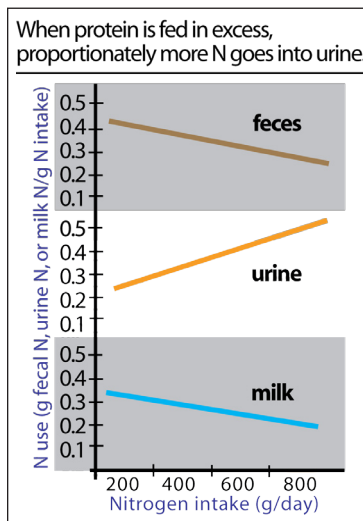 When protein is fed in excess,
proportionately more N goes into urine.
N use (g fecal N, urine N, or milk N/g N intake)
0.5
0.4
feces
0.3
0.2
0.1
0.5
0.4
0.3
urine
0.2
0.1
0.5
0.4
milk
0.3
0.2
0.1
200 400 600 800
Nitrogen intake (g/day)